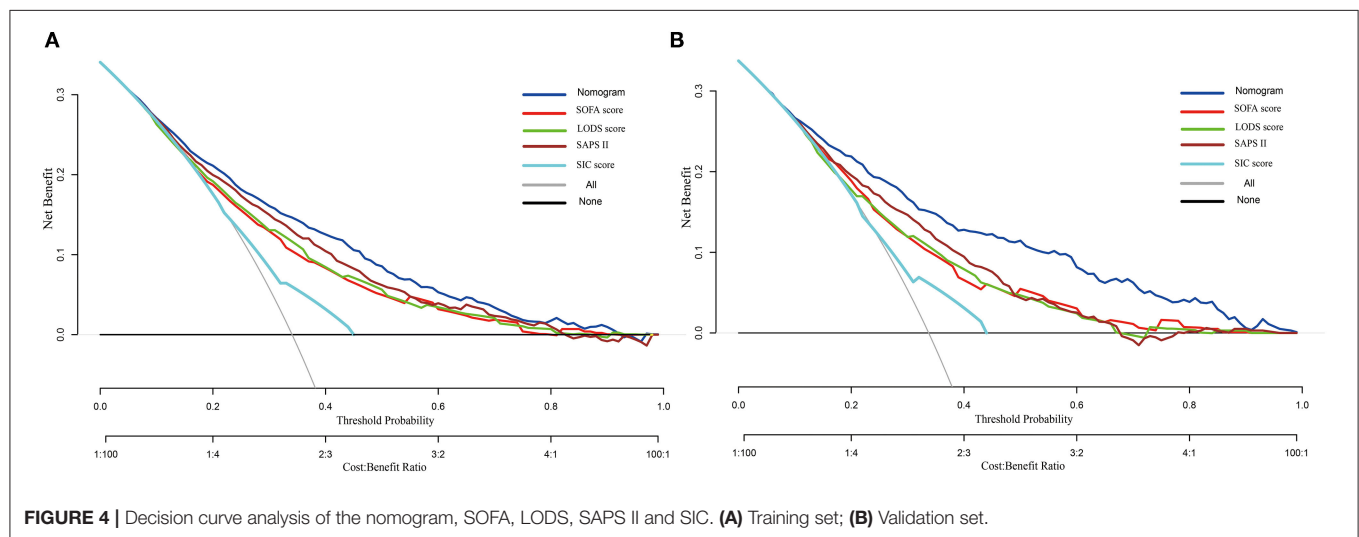 A
Net Benefit
0.3
0.2
0.1
0.0
Nomogram
SOFA score
LODS score
SAPS II
SIC score
All
None
0.0 0.2 0.4 0.6 0.8 1.0
Threshold Probability
1:100 1:4 2:3 3:2 4:1 100:1
Cost:Benefit Ratio
B
Net Benefit
0.3
0.2
0.1
0.0
Nomogram
SOFA score
LODS score
SAPS II
SIC score
All
None
0.0 0.2 0.4 0.6 0.8 1.0
Threshold Probability
1:100 1:4 2:3 3:2 4:1 100:1
Cost:Benefit Ratio
FIGURE 4 | Decision curve analysis of the nomogram, SOFA, LODS, SAPS II and SIC. (A) Training set; (B) Validation set.